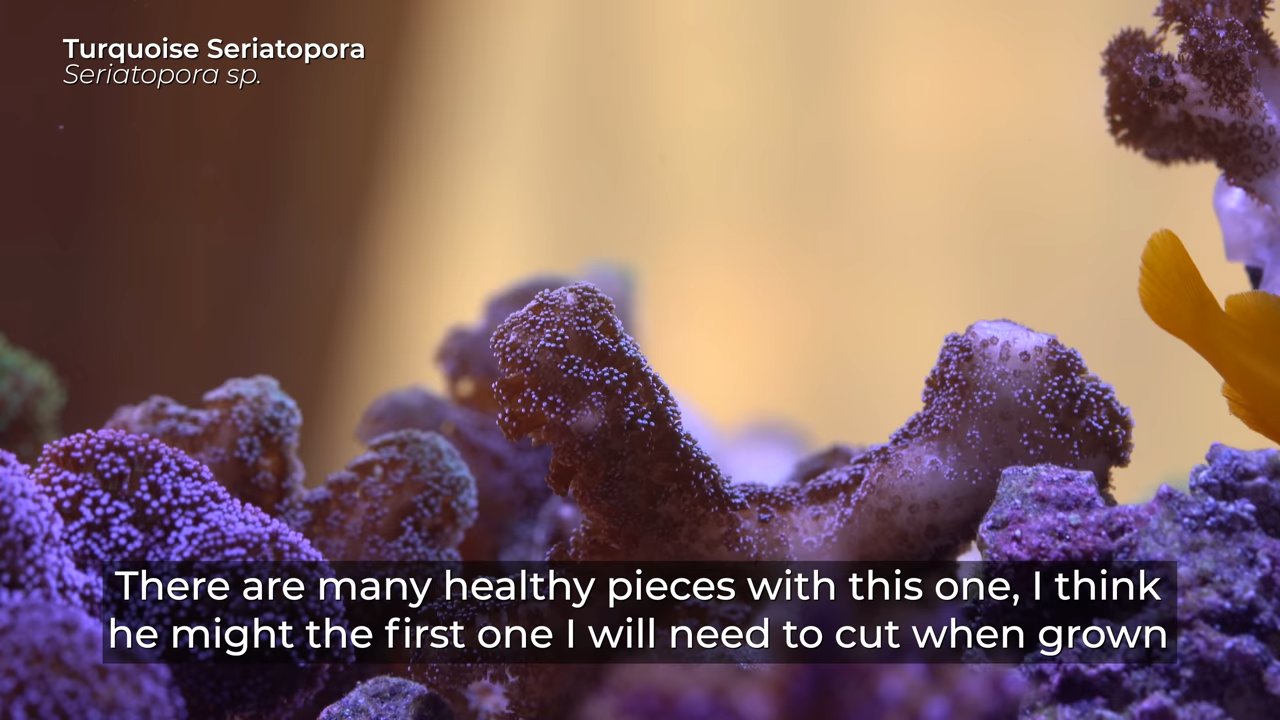 Turquoise Seriatopora
Seriatopora sp.
There are many healthy pieces with this one, I think
he might the first one I will need to cut when grown